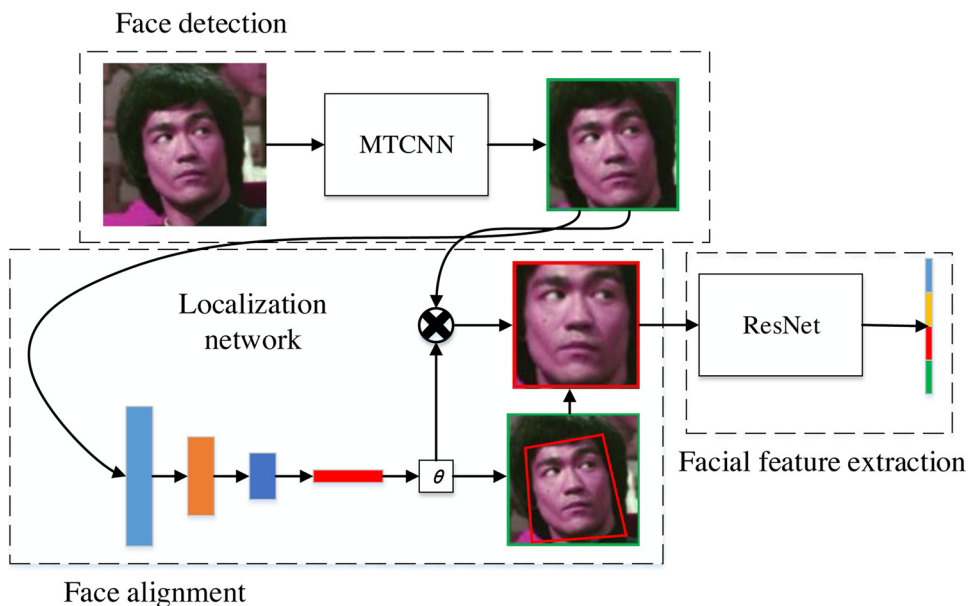 Face detection
MTCNN
Localization
network
ResNet
θ
Facial feature extraction
Face alignment